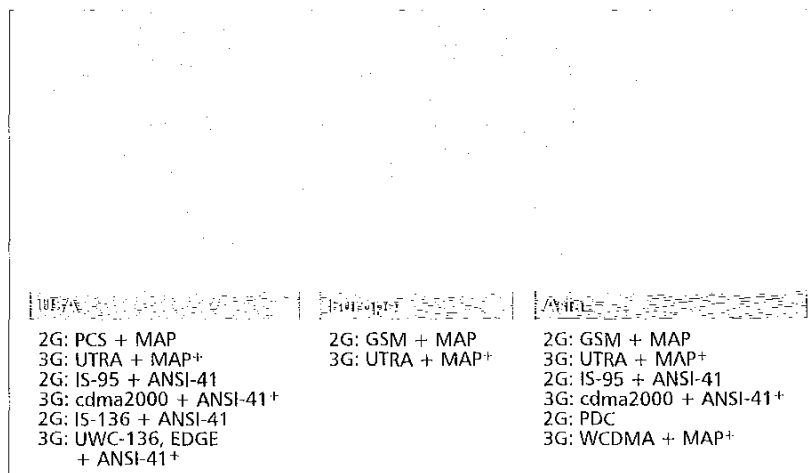 2G: PCS + MAP
3G: UTRA + MAP+
2G: IS-95 + ANSI-41
3G: cdma2000 + ANSI-41+
2G: IS-136 + ANSI-41
3G: UWC-136, EDGE
+ ANSI-41+
2G: GSM + MAP
3G: UTRA + MAP+
2G: GSM + MAP
3G: UTRA + MAP+
2G: IS-95 + ANSI-41
3G: cdma2000 + ANSI-41+
2G: PDC
3G: WCDMA + MAP+